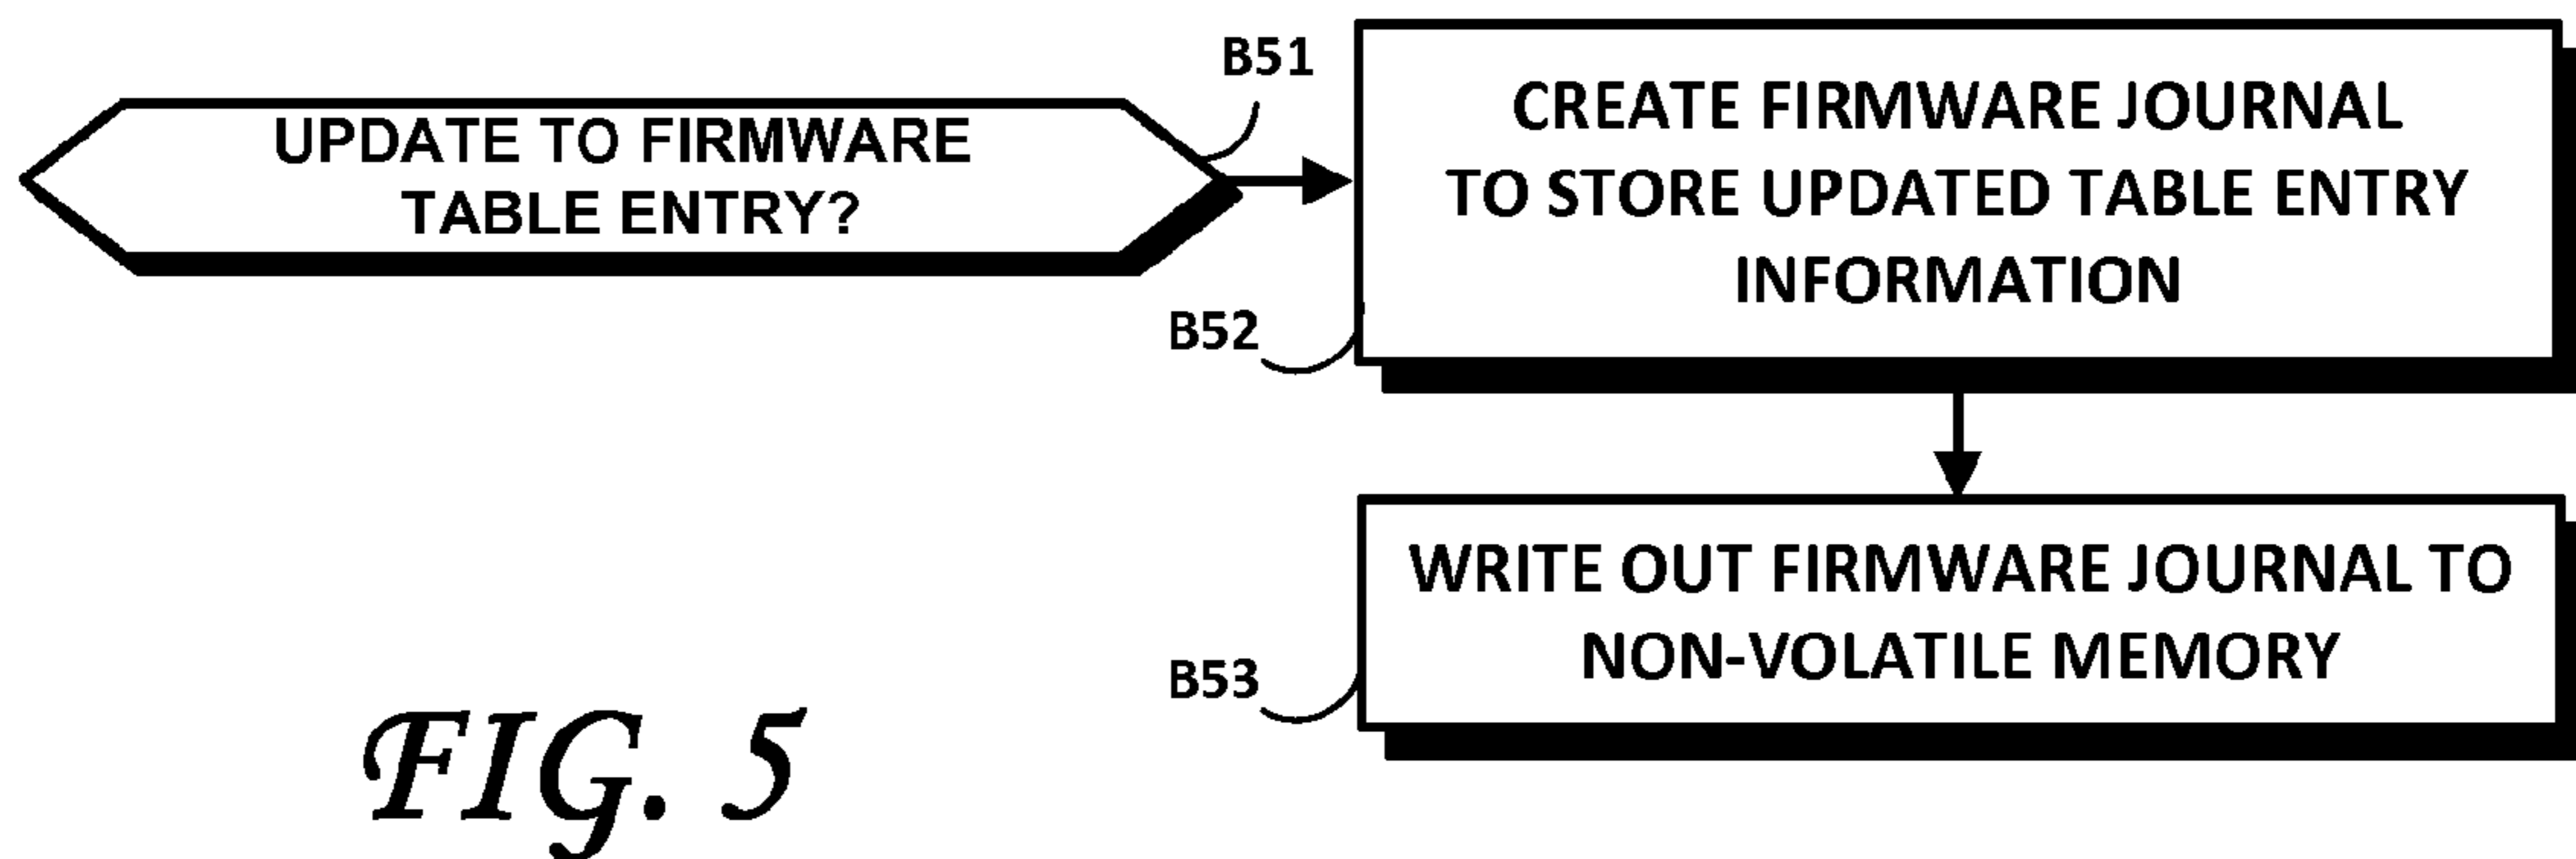 B51
UPDATE TO FIRMWARE
TABLE ENTRY?
CREATE FIRMWARE JOURNAL
TO STORE UPDATED TABLE ENTRY
INFORMATION
B52
WRITE OUT FIRMWARE JOURNAL TO
NON-VOLATILE MEMORY
B53
FIG. 5